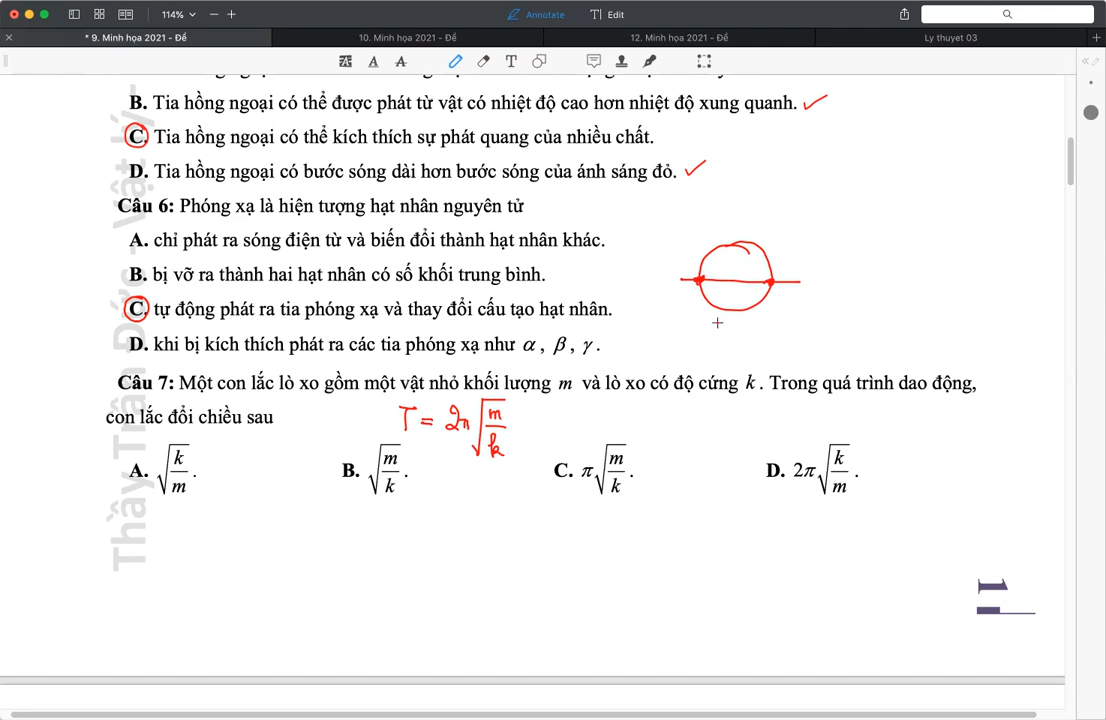 114%
Annotate
Edit
* 9. Minh họa 2021 - Đề
10. Minh họa 2021 - Đề
12. Minh họa 2021 - Đề
Ly thuyet 03
B. Tia hồng ngoại có thể được phát từ vật có nhiệt độ cao hơn nhiệt độ xung quanh.
C. Tia hồng ngoại có thể kích thích sự phát quang của nhiều chất.
D. Tia hồng ngoại có bước sóng dài hơn bước sóng của ánh sáng đỏ.
Câu 6: Phóng xạ là hiện tượng hạt nhân nguyên tử
A. chỉ phát ra sóng điện từ và biến đổi thành hạt nhân khác.
B. bị vỡ ra thành hai hạt nhân có số khối trung bình.
C. tự động phát ra tia phóng xạ và thay đổi cấu tạo hạt nhân.
D. khi bị kích thích phát ra các tia phóng xạ như α, β, γ.
Câu 7: Một con lắc lò xo gồm một vật nhỏ khối lượng m và lò xo có độ cứng k. Trong quá trình dao động,
con lắc đổi chiều sau
T = 2π√(m/k)
A. √(k/m). B. √(m/k). C. π√(m/k). D. 2π√(k/m).
Vật lý
11